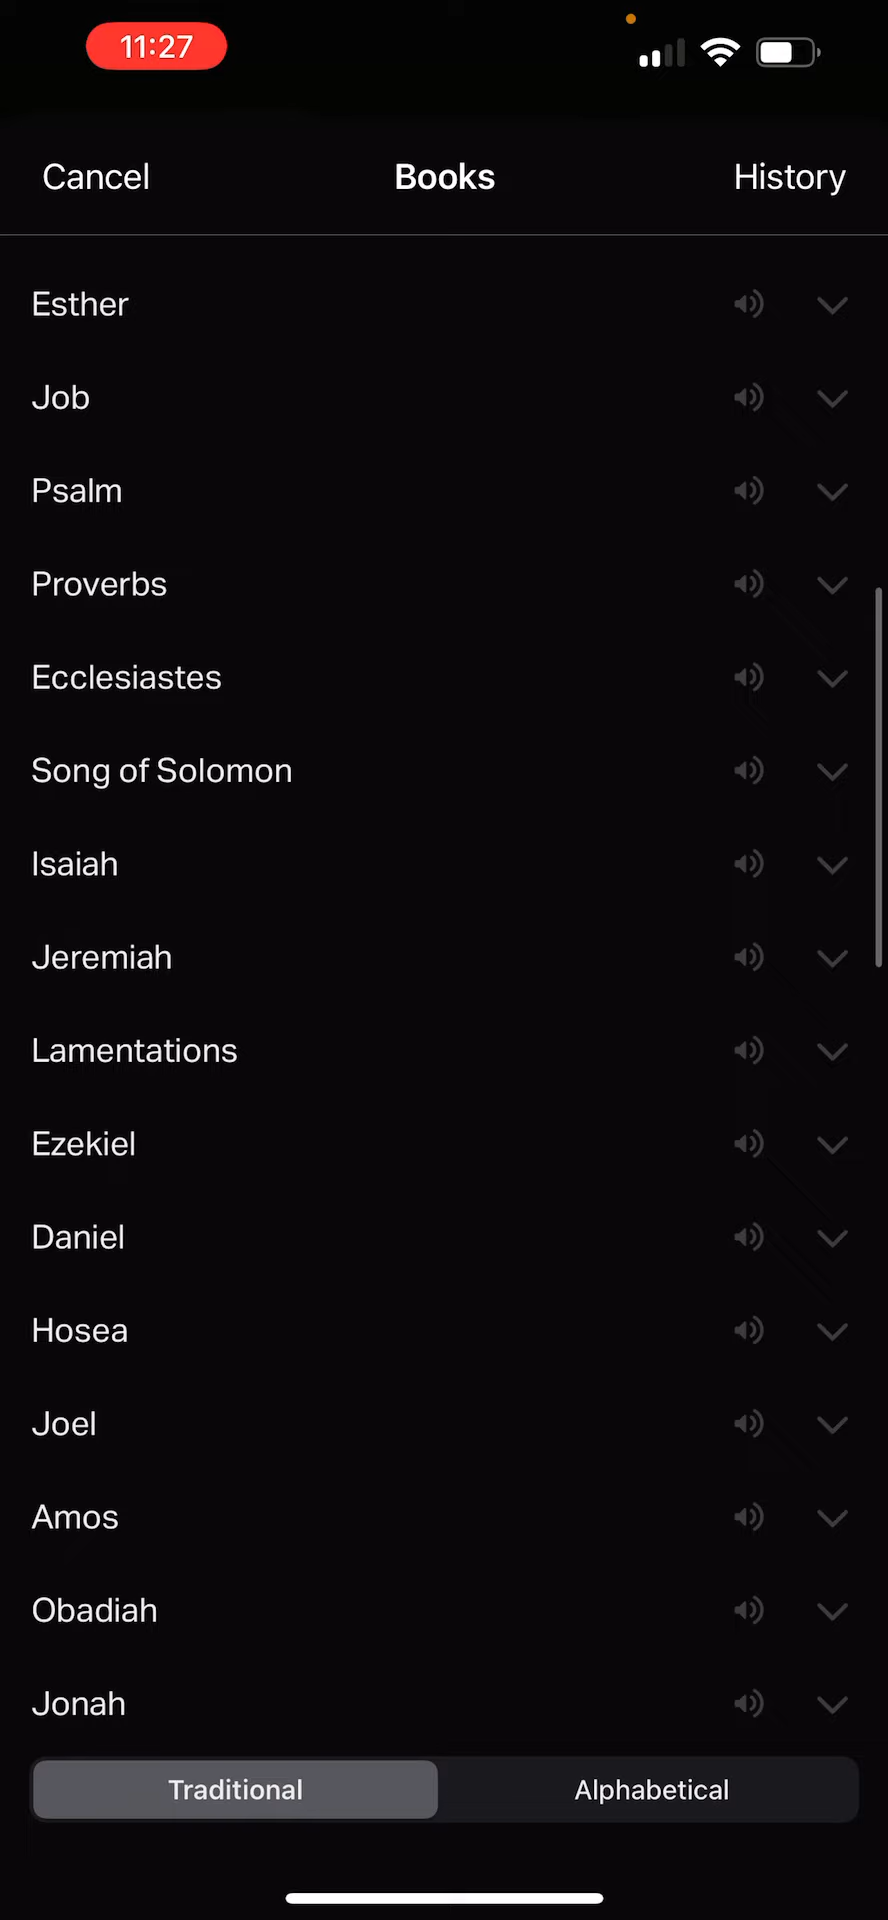 11:27
Cancel Books History
Esther
Job
Psalm
Proverbs
Ecclesiastes
Song of Solomon
Isaiah
Jeremiah
Lamentations
Ezekiel
Daniel
Hosea
Joel
Amos
Obadiah
Jonah
Traditional Alphabetical